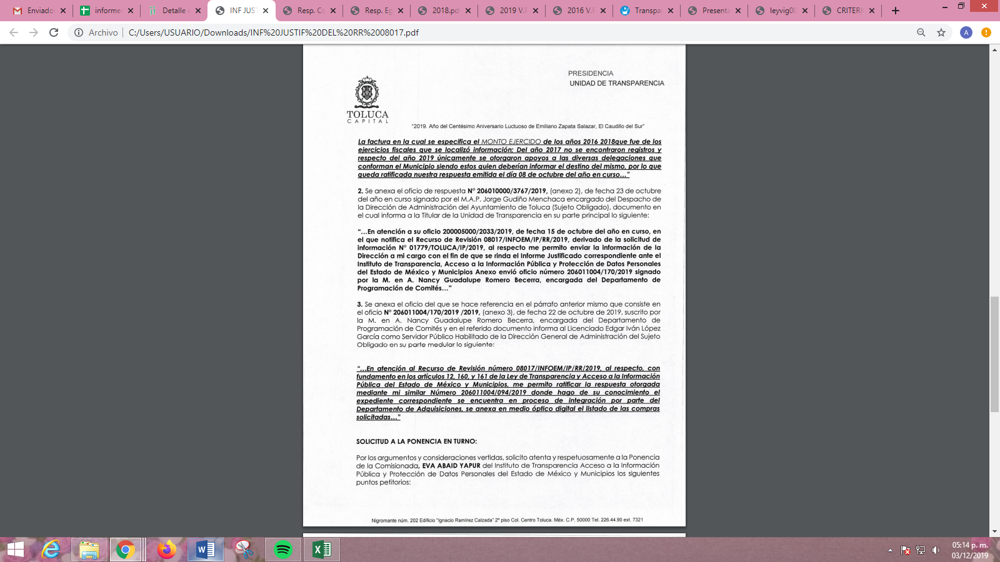 Enviados
informe
Detalle
INF JUS
Resp. Co
Resp. Eg
2018.pd
2019 V.P
2016 V.P
Transpa
Presenta
leyvig00
CRITERI
Archivo C:/Users/USUARIO/Downloads/INF%20JUSTIF%20DEL%20RR%2008017.pdf
A
PRESIDENCIA
UNIDAD DE TRANSPARENCIA
TOLUCA
CAPITAL
"2019. Año del Centésimo Aniversario Luctuoso de Emiliano Zapata Salazar, El Caudillo del Sur"
La factura en la cual se especifica el MONTO EJERCIDO de los años 2016 2018que fue de los
ejercicios fiscales que se localizó información; Del año 2017 no se encontraron registros y
respecto del año 2019 únicamente se otorgaron apoyos a las diversas delegaciones que
conforman el Municipio siendo estos quien deberían informar el destino del mismo, por lo que
queda ratificada nuestra respuesta emitida el día 08 de octubre del año en curso…"
2. Se anexa el oficio de respuesta N° 206010000/3767/2019, (anexo 2), de fecha 23 de octubre
del año en curso signado por el M.A.P. Jorge Gudiño Menchaca encargado del Despacho de
la Dirección de Administración del Ayuntamiento de Toluca (Sujeto Obligado), documento en
el cual informa a la Titular de la Unidad de Transparencia en su parte principal lo siguiente:
"…En atención a su oficio 200005000/2033/2019, de fecha 15 de octubre del año en curso, en
el que notifica el Recurso de Revisión 08017/INFOEM/IP/RR/2019, derivado de la solicitud de
información N° 01779/TOLUCA/IP/2019, al respecto me permito enviar la información de la
Dirección a mi cargo con el fin de que se rinda el Informe Justificado correspondiente ante el
Instituto de Transparencia, Acceso a la Información Pública y Protección de Datos Personales
del Estado de México y Municipios Anexo envió oficio número 206011004/170/2019 signado
por la M. en A. Nancy Guadalupe Romero Becerra, encargada del Departamento de
Programación de Comités…"
3. Se anexa el oficio del que se hace referencia en el párrafo anterior mismo que consiste en
el oficio N° 206011004/170/2019 /2019, (anexo 3), de fecha 22 de octubre de 2019, suscrito por
la M. en A. Nancy Guadalupe Romero Becerra, encargada del Departamento de
Programación de Comités y en el referido documento informa al Licenciado Edgar Iván López
García como Servidor Público Habilitado de la Dirección General de Administración del Sujeto
Obligado en su parte medular lo siguiente:
"…En atención al Recurso de Revisión número 08017/INFOEM/IP/RR/2019, al respecto, con
fundamento en los artículos 12, 160, y 161 de la Ley de Transparencia y Acceso a la Información
Pública del Estado de México y Municipios, me permito ratificar la respuesta otorgada
mediante mi similar Número 206011004/094/2019 donde hago de su conocimiento el
expediente correspondiente se encuentra en proceso de Integración por parte del
Departamento de Adquisiciones, se anexa en medio óptico digital el listado de las compras
solicitadas…"
SOLICITUD A LA PONENCIA EN TURNO:
Por los argumentos y consideraciones vertidas, solicito atenta y respetuosamente a la Ponencia
de la Comisionada, EVA ABAID YAPUR del Instituto de Transparencia Acceso a la Información
Pública y Protección de Datos Personales del Estado de México y Municipios los siguientes
puntos petitorios:
Nigromante núm. 202 Edificio "Ignacio Ramírez Calzada" 2º piso Col. Centro Toluca. Méx. C.P. 50000 Tel. 226.44.90 ext. 7321
05:14 p. m.
03/12/2019